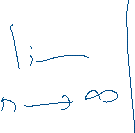 li
n → ∞